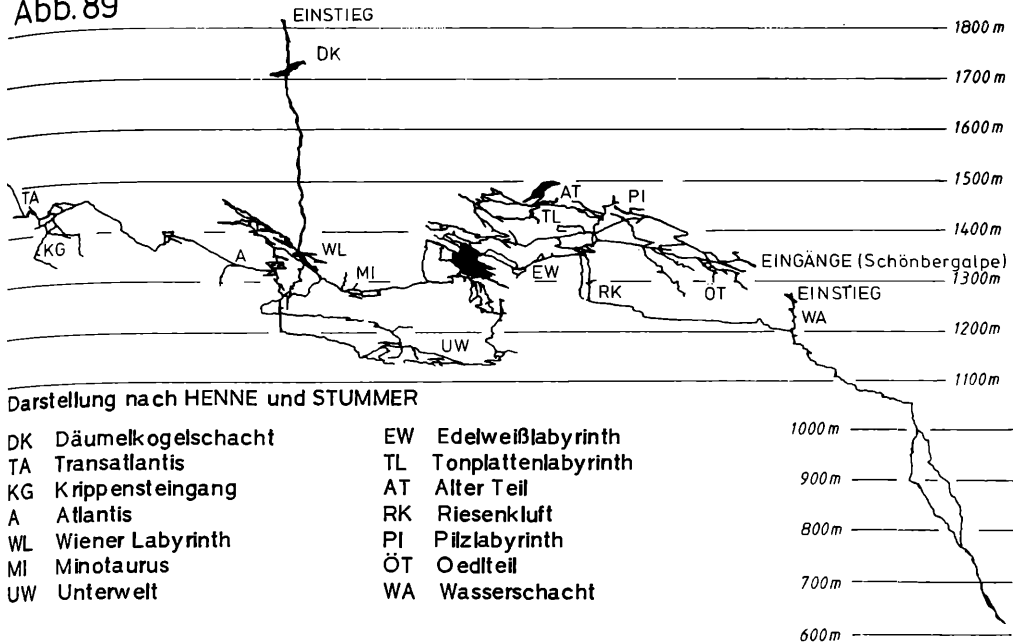 Abb. 89
EINSTIEG
1800 m
DK
1700 m
1600 m
1500 m
TA
AT
PI
TL
1400 m
KG
A
WL
MI
EW
EINGÄNGE (Schönbergalpe)
1300 m
RK
ÖT
EINSTIEG
WA
1200 m
UW
1100 m
Darstellung nach HENNE und STUMMER
DK Däumelkogelschacht
TA Transatlantis
KG Krippensteingang
A Atlantis
WL Wiener Labyrinth
MI Minotaurus
UW Unterwelt
EW Edelweißlabyrinth
TL Tonplattenlabyrinth
AT Alter Teil
RK Riesenkluft
PI Pilzlabyrinth
ÖT Oedlteil
WA Wasserschacht
1000 m
900 m
800 m
700 m
600 m